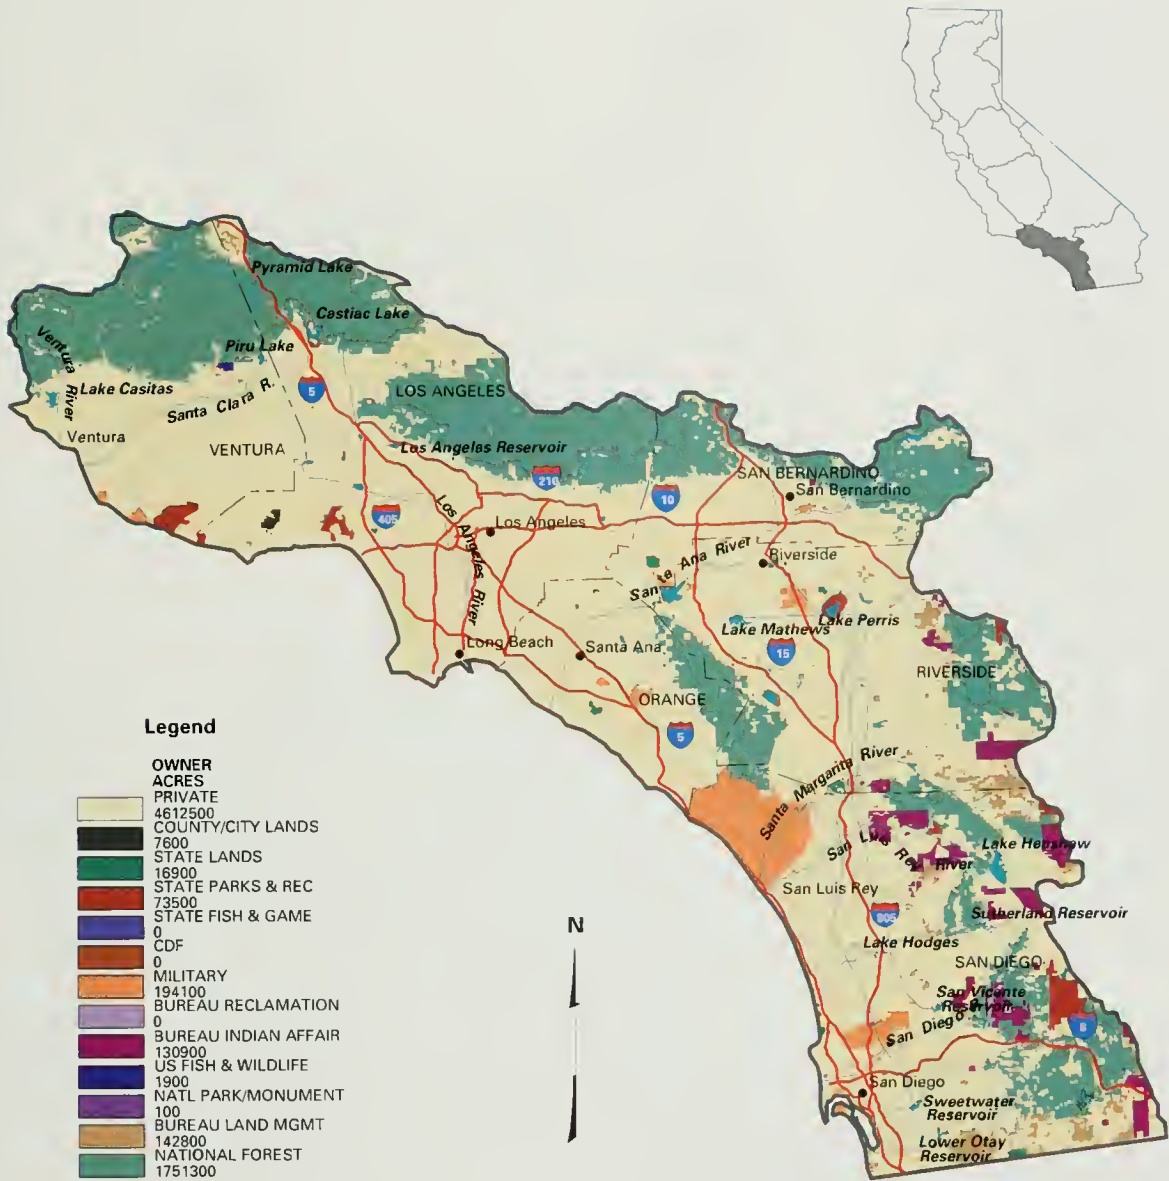 Pyramid Lake
Castiac Lake
Ventura River
Piru Lake
Lake Casitas
Santa Clara R.
5
LOS ANGELES
Ventura
VENTURA
Los Angeles Reservoir
210
SAN BERNARDINO
10
San Bernardino
405
Los Angeles River
Los Angeles
Santa Ana River
Riverside
Lake Perris
Lake Mathews
Long Beach
Santa Ana
15
RIVERSIDE
ORANGE
5
Santa Margarita River
San Luis Rey River
Lake Henshaw
San Luis Rey
Sutherland Reservoir
805
Lake Hodges
SAN DIEGO
San Vicente
Reservoir
San Diego R.
8
San Diego
Sweetwater
Reservoir
Lower Otay
Reservoir
N
Legend
OWNER
ACRES
PRIVATE
4612500
COUNTY/CITY LANDS
7600
STATE LANDS
16900
STATE PARKS & REC
73500
STATE FISH & GAME
0
CDF
0
MILITARY
194100
BUREAU RECLAMATION
0
BUREAU INDIAN AFFAIR
130900
US FISH & WILDLIFE
1900
NATL PARK/MONUMENT
100
BUREAU LAND MGMT
142800
NATIONAL FOREST
1751300